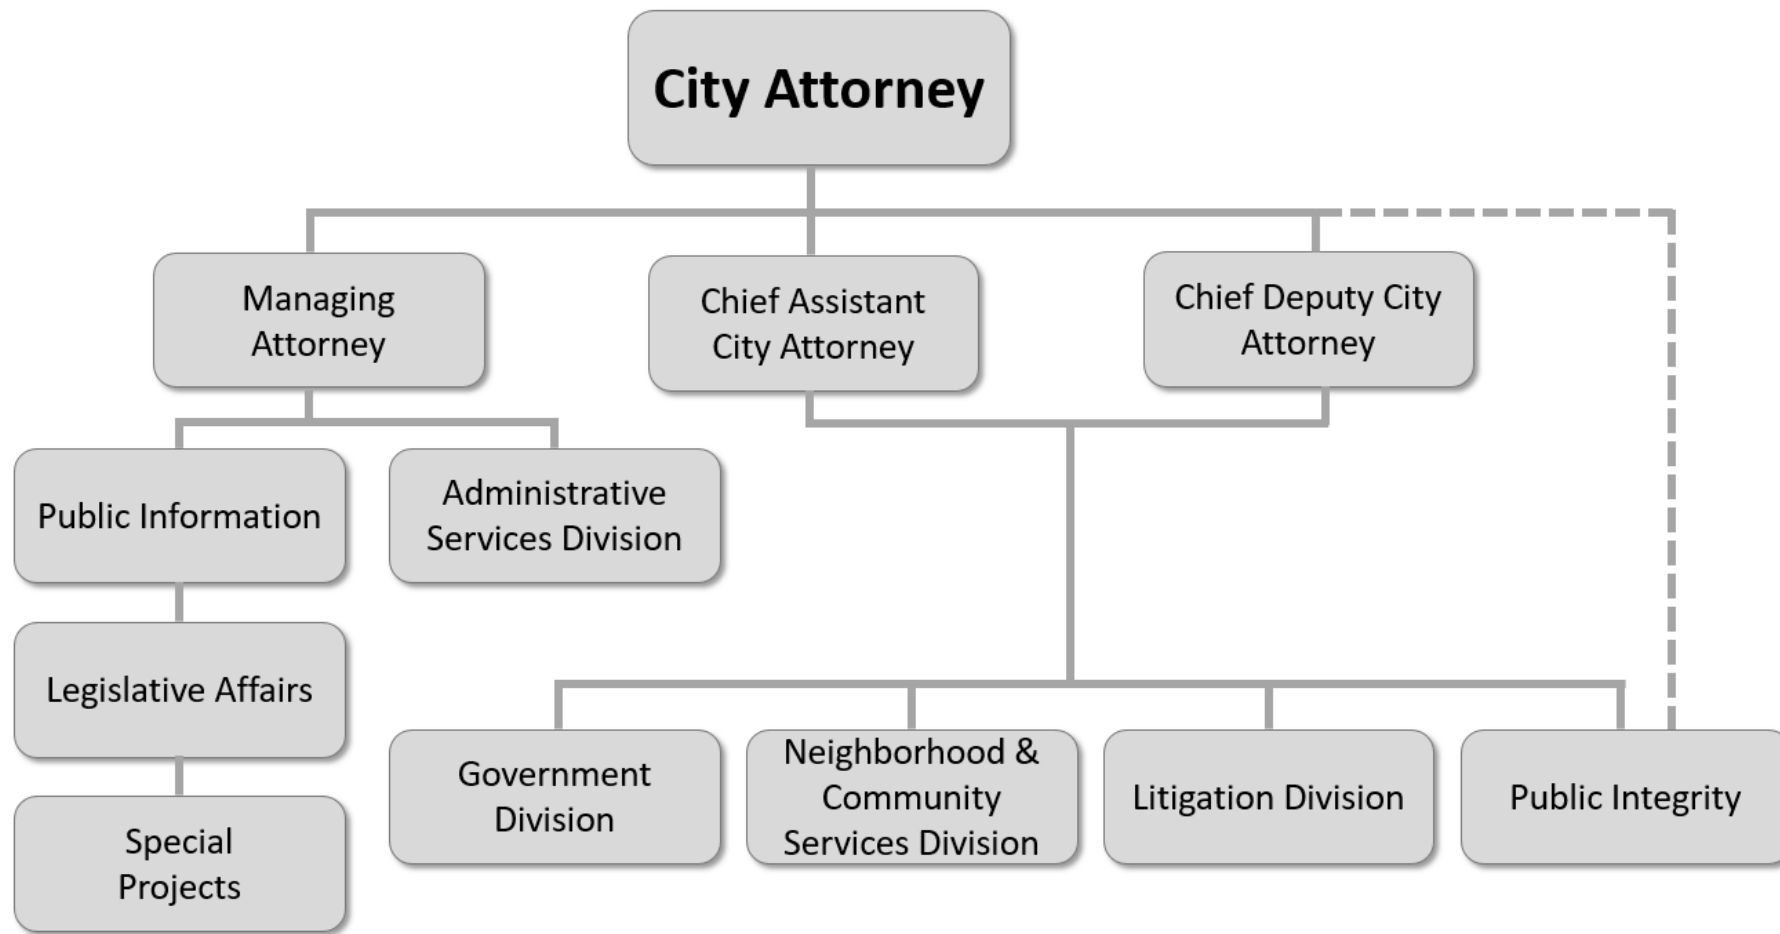 City Attorney
Managing
Attorney
Chief Assistant
City Attorney
Chief Deputy City
Attorney
Public Information
Administrative
Services Division
Legislative Affairs
Special
Projects
Government
Division
Neighborhood &
Community
Services Division
Litigation Division
Public Integrity